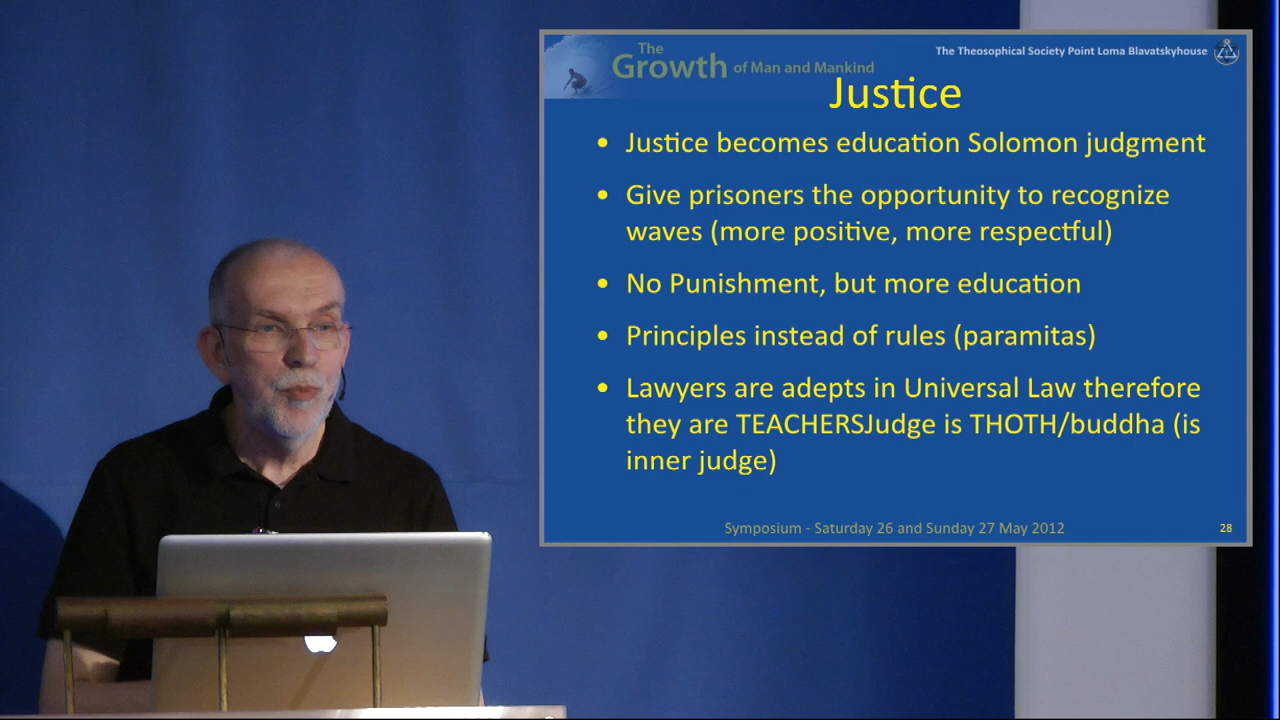 The
Growth of Man and Mankind
The Theosophical Society Point Loma Blavatskyhouse
Justice
• Justice becomes education Solomon judgment
• Give prisoners the opportunity to recognize
waves (more positive, more respectful)
• No Punishment, but more education
• Principles instead of rules (paramitas)
• Lawyers are adepts in Universal Law therefore
they are TEACHERSJudge is THOTH/buddha (is
inner judge)
Symposium - Saturday 26 and Sunday 27 May 2012
28